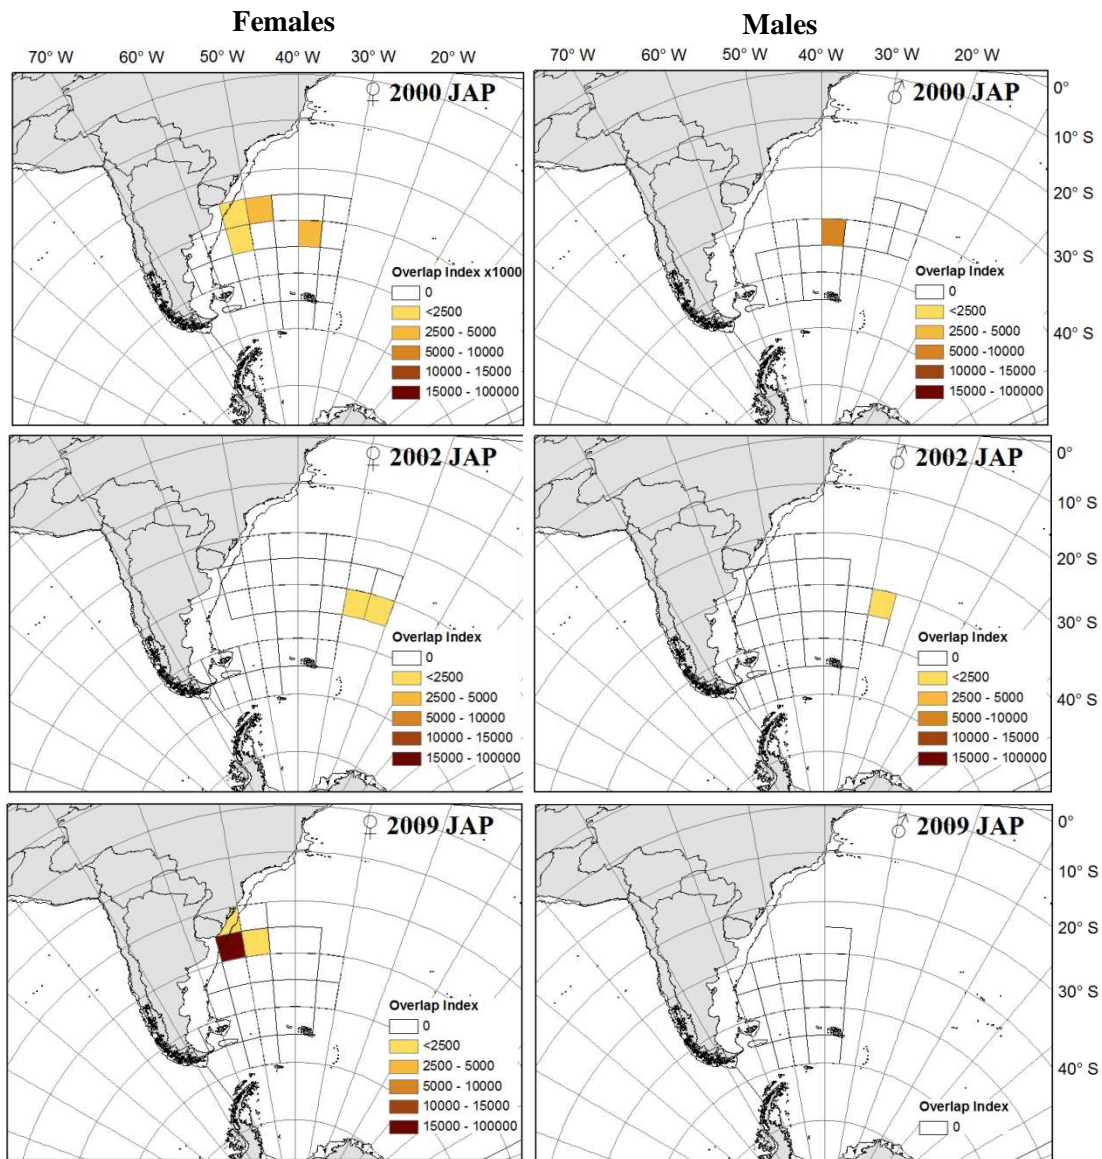 Females
Males
70° W 60° W 50° W 40° W 30° W 20° W
70° W 60° W 50° W 40° W 30° W 20° W
♀ 2000 JAP
Overlap Index x1000
0
<2500
2500 - 5000
5000 - 10000
10000 - 15000
15000 - 100000
♂ 2000 JAP
Overlap Index
0
<2500
2500 - 5000
5000 -10000
10000 - 15000
15000 - 100000
0°
10° S
20° S
30° S
40° S
♀ 2002 JAP
Overlap Index
0
<2500
2500 - 5000
5000 - 10000
10000 - 15000
15000 - 100000
♂ 2002 JAP
Overlap Index
0
<2500
2500 - 5000
5000 -10000
10000 - 15000
15000 - 100000
0°
10° S
20° S
30° S
40° S
♀ 2009 JAP
Overlap Index
0
<2500
2500 - 5000
5000 - 10000
10000 - 15000
15000 - 100000
♂ 2009 JAP
Overlap Index
0
0°
10° S
20° S
30° S
40° S